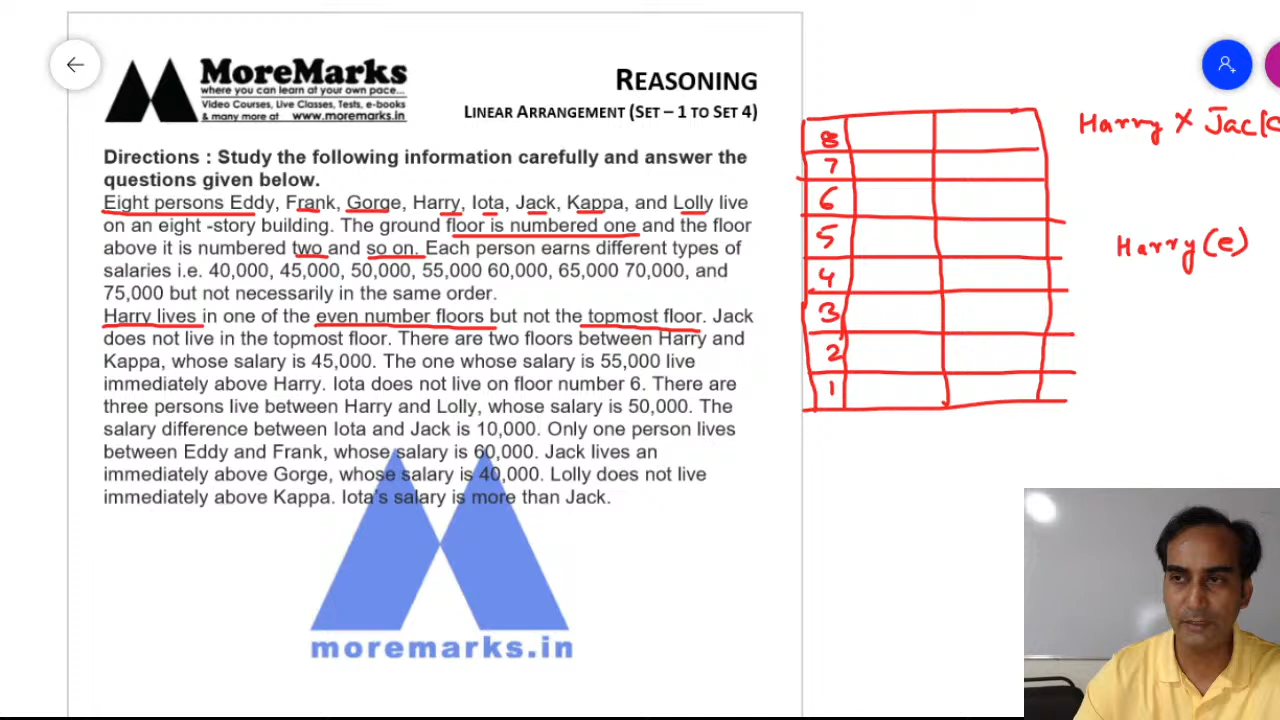 MoreMarks
where you can learn at your own pace...
Video Courses, Live Classes, Tests, e-books
& many more at www.moremarks.in
REASONING
LINEAR ARRANGEMENT (SET – 1 TO SET 4)
Directions : Study the following information carefully and answer the
questions given below.
Eight persons Eddy, Frank, Gorge, Harry, Iota, Jack, Kappa, and Lolly live
on an eight -story building. The ground floor is numbered one and the floor
above it is numbered two and so on. Each person earns different types of
salaries i.e. 40,000, 45,000, 50,000, 55,000 60,000, 65,000 70,000, and
75,000 but not necessarily in the same order.
Harry lives in one of the even number floors but not the topmost floor. Jack
does not live in the topmost floor. There are two floors between Harry and
Kappa, whose salary is 45,000. The one whose salary is 55,000 live
immediately above Harry. Iota does not live on floor number 6. There are
three persons live between Harry and Lolly, whose salary is 50,000. The
salary difference between Iota and Jack is 10,000. Only one person lives
between Eddy and Frank, whose salary is 60,000. Jack lives an
immediately above Gorge, whose salary is 40,000. Lolly does not live
immediately above Kappa. Iota's salary is more than Jack.
moremarks.in
8
7
6
5
4
3
2
1
Harry X Jac
Harry (e)